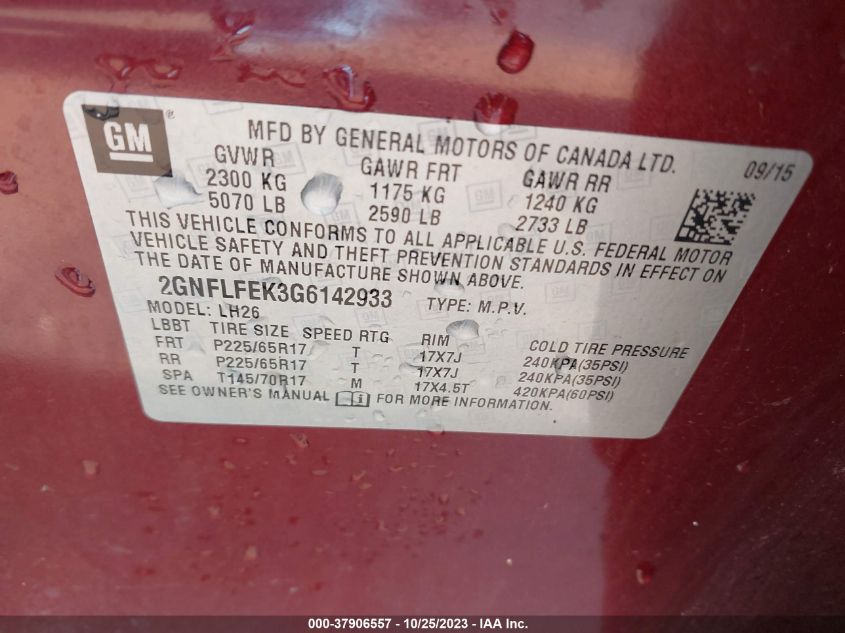 GM ®
MFD BY GENERAL MOTORS OF CANADA LTD. 09/15
GVWR GAWR FRT GAWR RR
2300 KG 1175 KG 1240 KG
5070 LB 2590 LB 2733 LB
THIS VEHICLE CONFORMS TO ALL APPLICABLE U.S. FEDERAL MOTOR
VEHICLE SAFETY AND THEFT PREVENTION STANDARDS IN EFFECT ON
THE DATE OF MANUFACTURE SHOWN ABOVE.
2GNFLFEK3G6142933 TYPE: M.P.V.
MODEL: LH26
LBBT TIRE SIZE SPEED RTG RIM COLD TIRE PRESSURE
FRT P225/65R17 T 17X7J 240KPA(35PSI)
RR P225/65R17 T 17X7J 240KPA(35PSI)
SPA T145/70R17 M 17X4.5T 420KPA(60PSI)
SEE OWNER'S MANUAL FOR MORE INFORMATION.
000-37906557 - 10/25/2023 - IAA Inc.